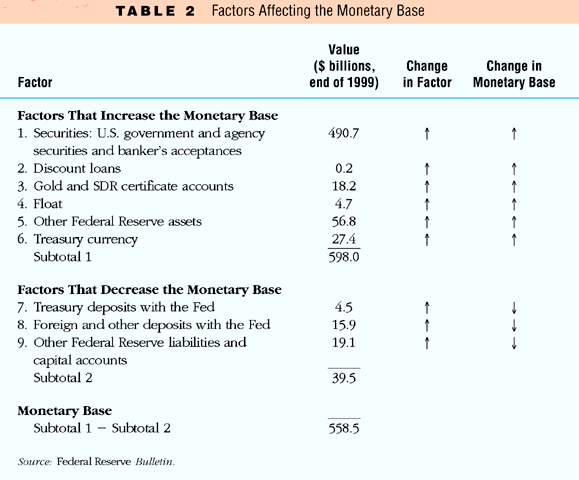 TABLE 2 Factors Affecting the Monetary Base
Value
($ billions, Change Change in
Factor end of 1999) in Factor Monetary Base
Factors That Increase the Monetary Base
1. Securities: U.S. government and agency 490.7 ↑ ↑
securities and banker's acceptances
2. Discount loans 0.2 ↑ ↑
3. Gold and SDR certificate accounts 18.2 ↑ ↑
4. Float 4.7 ↑ ↑
5. Other Federal Reserve assets 56.8 ↑ ↑
6. Treasury currency 27.4 ↑ ↑
Subtotal 1 598.0
Factors That Decrease the Monetary Base
7. Treasury deposits with the Fed 4.5 ↑ ↓
8. Foreign and other deposits with the Fed 15.9 ↑ ↓
9. Other Federal Reserve liabilities and 19.1 ↑ ↓
capital accounts
Subtotal 2 39.5
Monetary Base
Subtotal 1 − Subtotal 2 558.5
Source: Federal Reserve Bulletin.